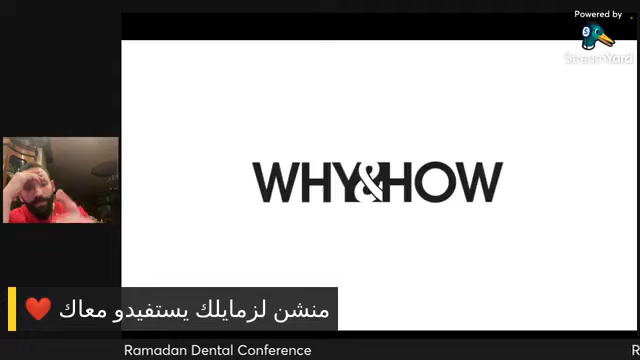 Powered by
StreamYard
WHY&HOW
منشن لزمايلك يستفيدو معاك ❤️
Ramadan Dental Conference
R